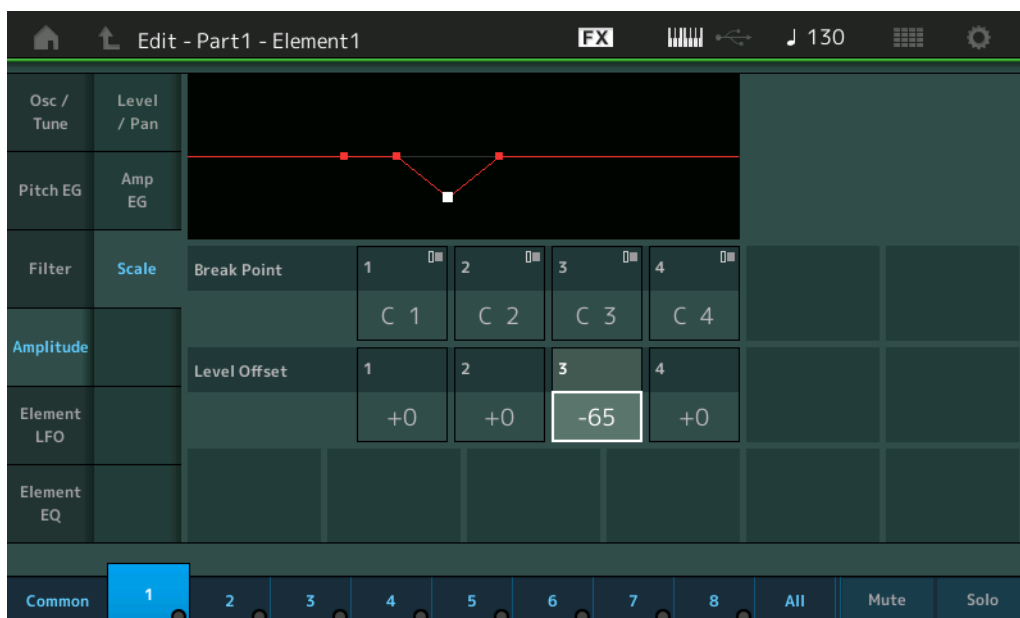 Edit - Part1 - Element1 FX ♩ 130
Osc /
Tune
Level
/ Pan
Pitch EG
Amp
EG
Filter
Scale
Break Point 1 2 3 4
C 1 C 2 C 3 C 4
Amplitude
Level Offset 1 2 3 4
+0 +0 -65 +0
Element
LFO
Element
EQ
Common 1 2 3 4 5 6 7 8 All Mute Solo